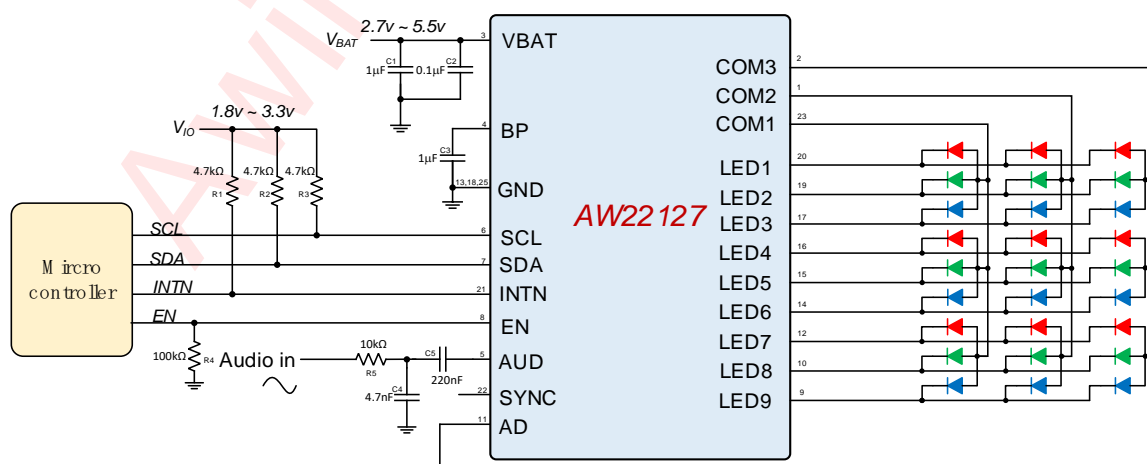 Awi
2.7v ~ 5.5v
VBAT
3
VBAT
C1
1µF
0.1µF
C2
COM3
2
COM2
1
COM1
23
1.8v ~ 3.3v
VIO
4
BP
C3
1µF
13,18,25
GND
4.7kΩ
R1
4.7kΩ
R2
4.7kΩ
R3
AW22127
LED1
20
LED2
19
LED3
17
LED4
16
LED5
15
LED6
14
LED7
12
LED8
10
LED9
9
Mircro
controller
SCL
6
SCL
SDA
7
SDA
INTN
21
INTN
EN
8
EN
100kΩ
R4
Audio in
10kΩ
R5
C5
220nF
5
AUD
4.7nF
C4
22
SYNC
11
AD